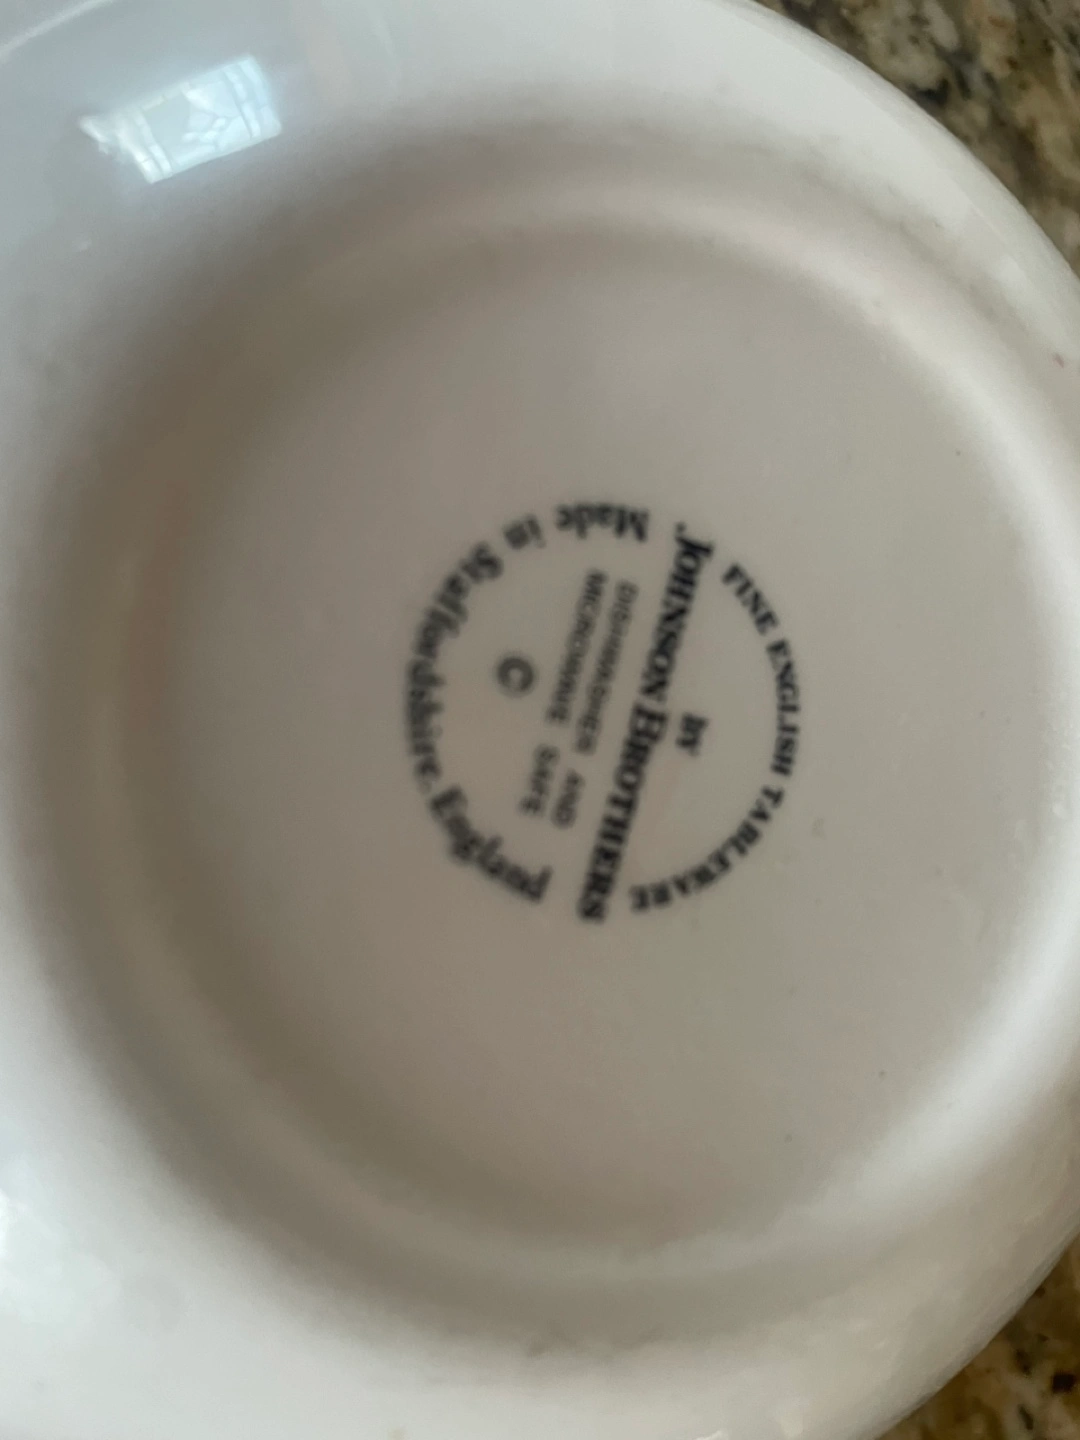 FINE ENGLISH TABLEWARE
BY
JOHNSON BROTHERS
DISHWASHER AND
MICROWAVE SAFE
©
Made in Staffordshire, England